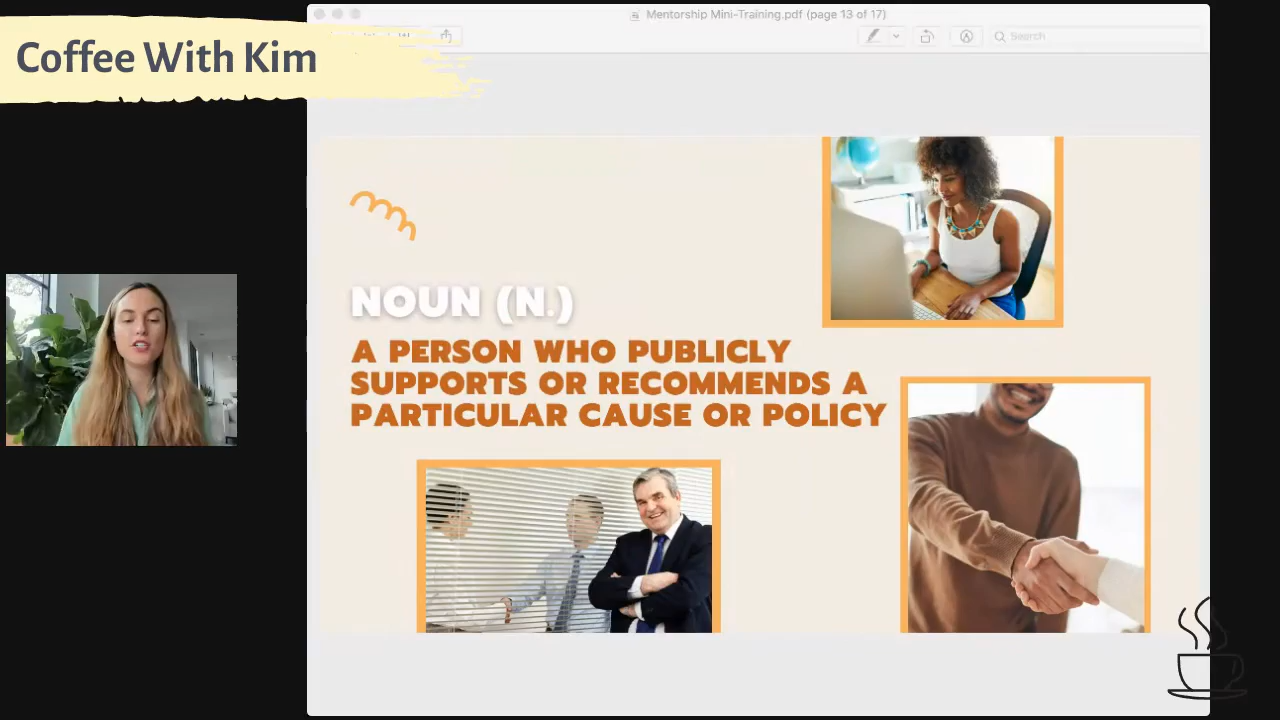 Coffee With Kim
Mentorship Mini-Training.pdf (page 13 of 17)
Search
NOUN (N.)
A PERSON WHO PUBLICLY
SUPPORTS OR RECOMMENDS A
PARTICULAR CAUSE OR POLICY